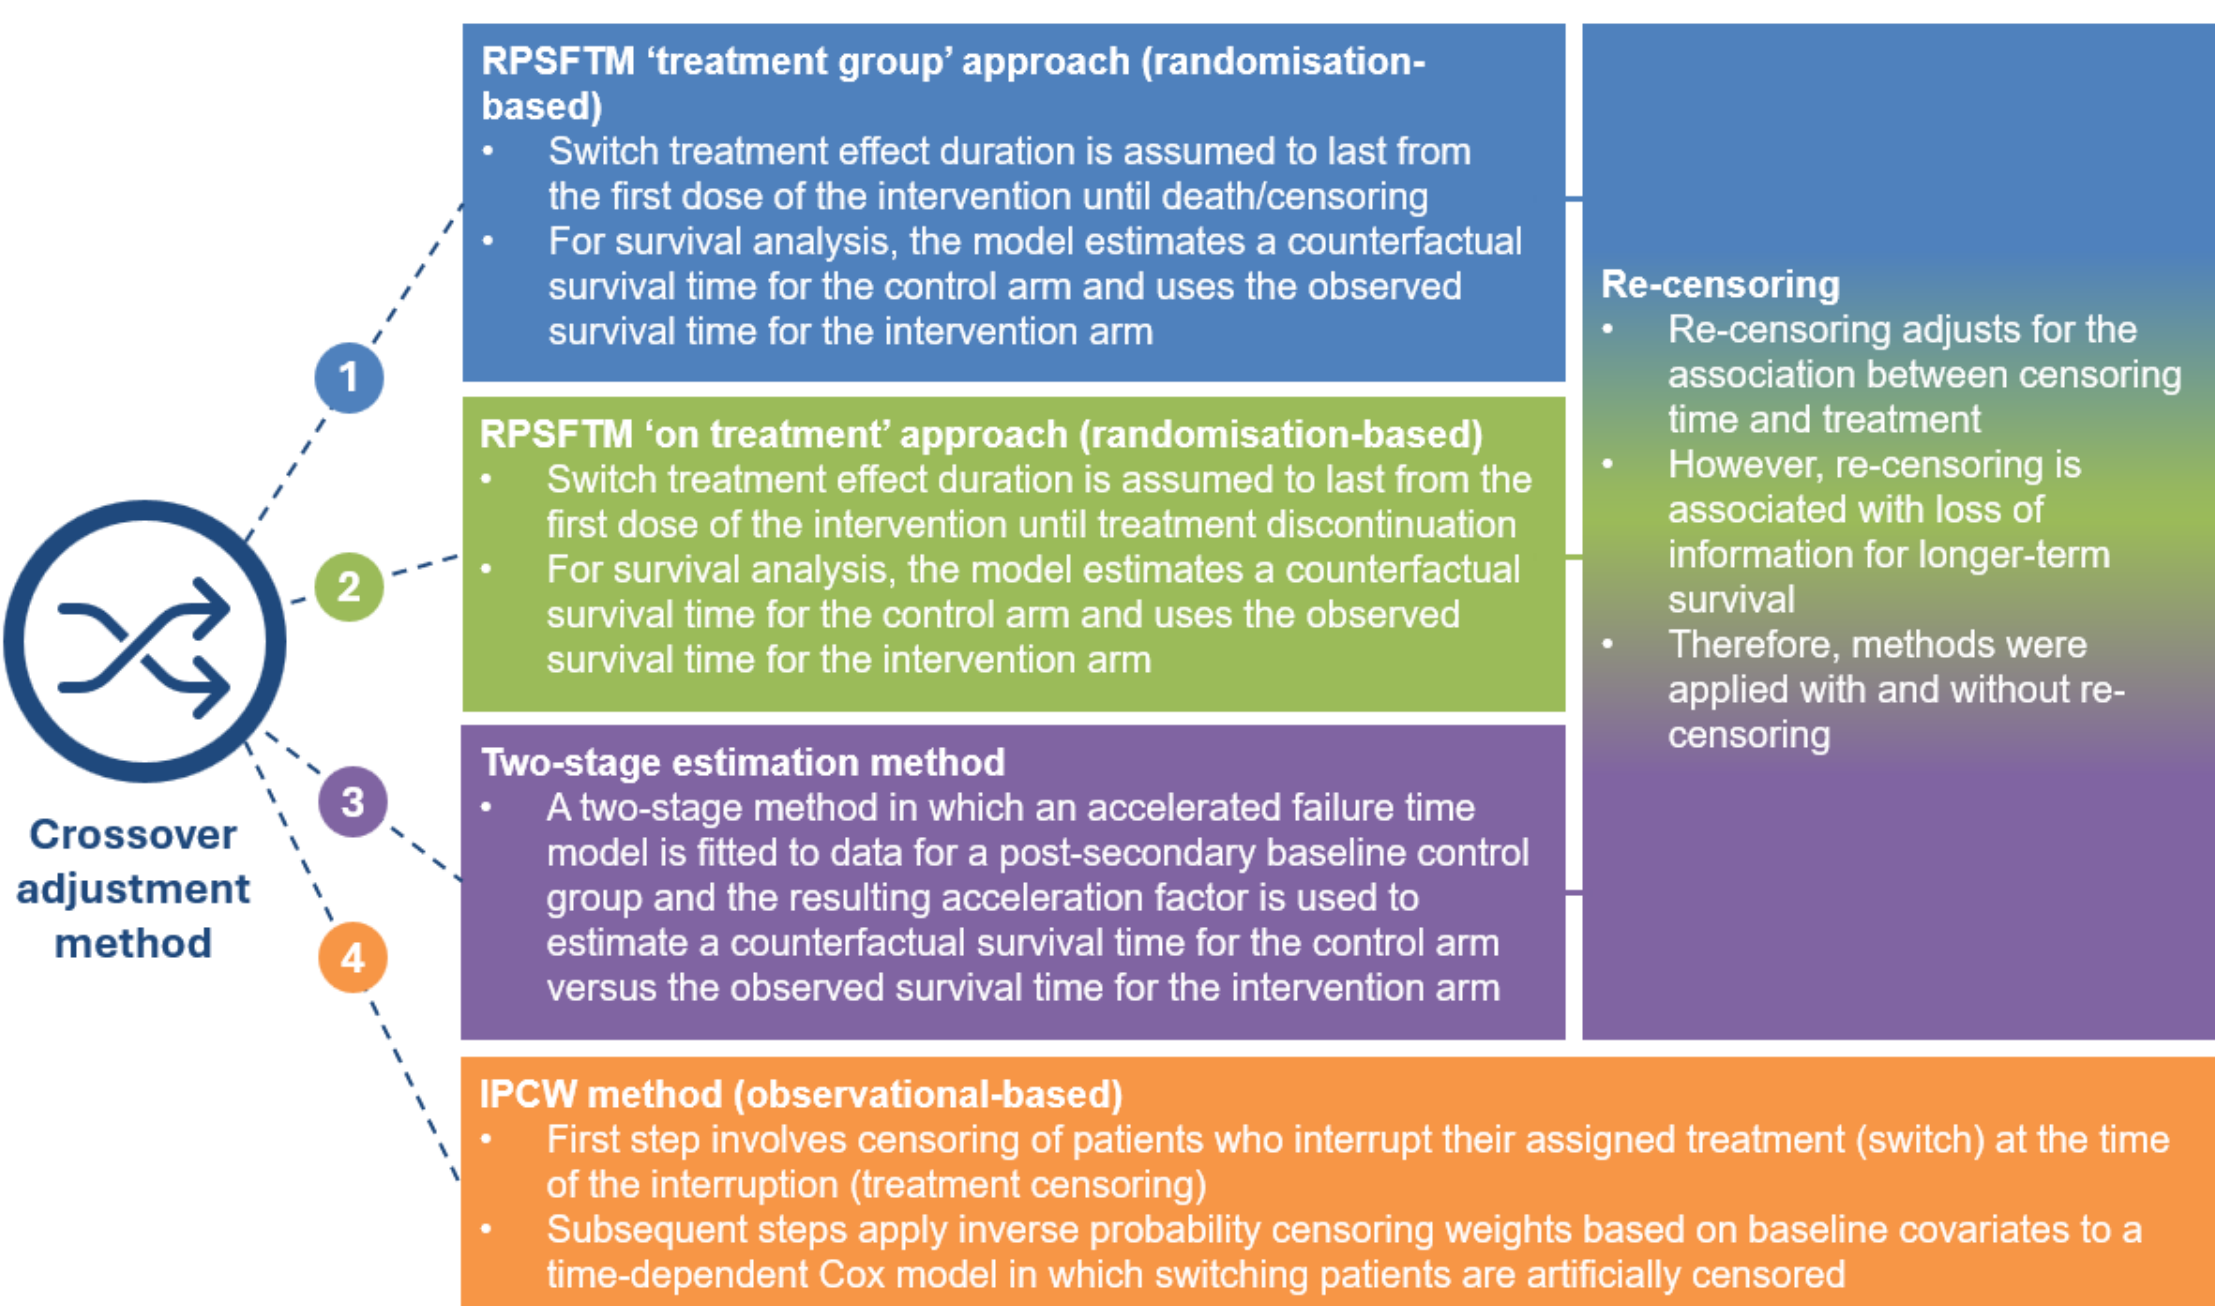 RPSFTM ‘treatment group’ approach (randomisation-
based)
• Switch treatment effect duration is assumed to last from
the first dose of the intervention until death/censoring
• For survival analysis, the model estimates a counterfactual
survival time for the control arm and uses the observed
survival time for the intervention arm
1
RPSFTM ‘on treatment’ approach (randomisation-based)
• Switch treatment effect duration is assumed to last from the
first dose of the intervention until treatment discontinuation
• For survival analysis, the model estimates a counterfactual
survival time for the control arm and uses the observed
survival time for the intervention arm
2
Re-censoring
• Re-censoring adjusts for the
association between censoring
time and treatment
• However, re-censoring is
associated with loss of
information for longer-term
survival
• Therefore, methods were
applied with and without re-
censoring
Two-stage estimation method
• A two-stage method in which an accelerated failure time
model is fitted to data for a post-secondary baseline control
group and the resulting acceleration factor is used to
estimate a counterfactual survival time for the control arm
versus the observed survival time for the intervention arm
3
Crossover
adjustment
method
4
IPCW method (observational-based)
• First step involves censoring of patients who interrupt their assigned treatment (switch) at the time
of the interruption (treatment censoring)
• Subsequent steps apply inverse probability censoring weights based on baseline covariates to a
time-dependent Cox model in which switching patients are artificially censored